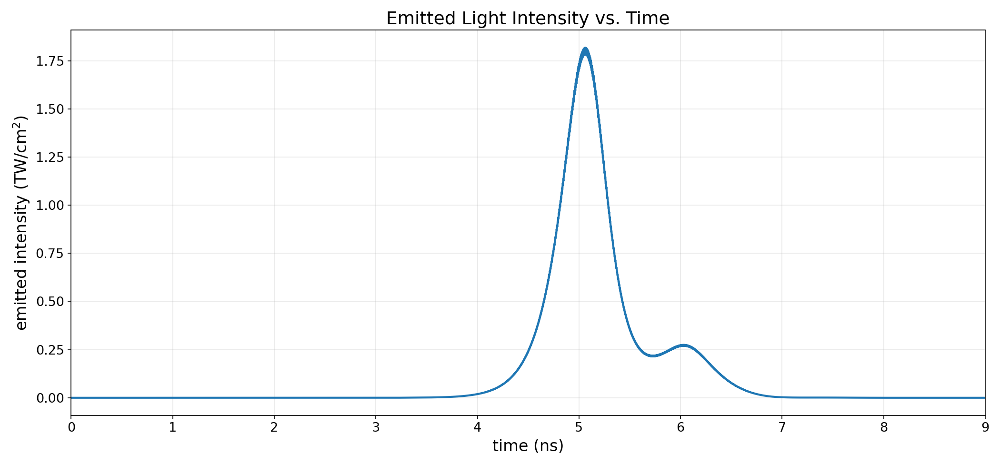 Emitted Light Intensity vs. Time
emitted intensity (TW/cm²)
1.75
1.50
1.25
1.00
0.75
0.50
0.25
0.00
0 1 2 3 4 5 6 7 8 9
time (ns)